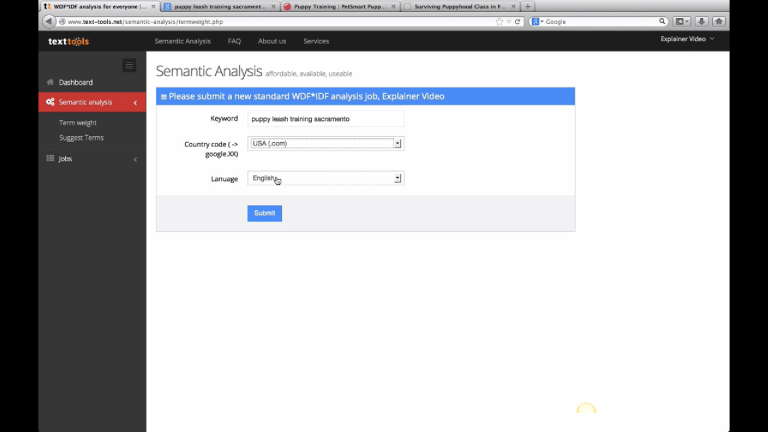 WDF*IDF analysis for everyone |...
puppy leash training sacrament...
Puppy Training | PetSmart Pupp...
Surviving Puppyhood Class in F...
www.text-tools.net/semantic-analysis/termweight.php
Google
texttools
Semantic Analysis FAQ About us Services
Explainer Video
Dashboard
Semantic analysis
Term weight
Suggest Terms
Jobs
Semantic Analysis affordable, available, useable
Please submit a new standard WDF*IDF analysis job, Explainer Video
Keyword puppy leash training sacramento
Country code ( ->
google.XX) USA (.com)
Lanuage English
Submit